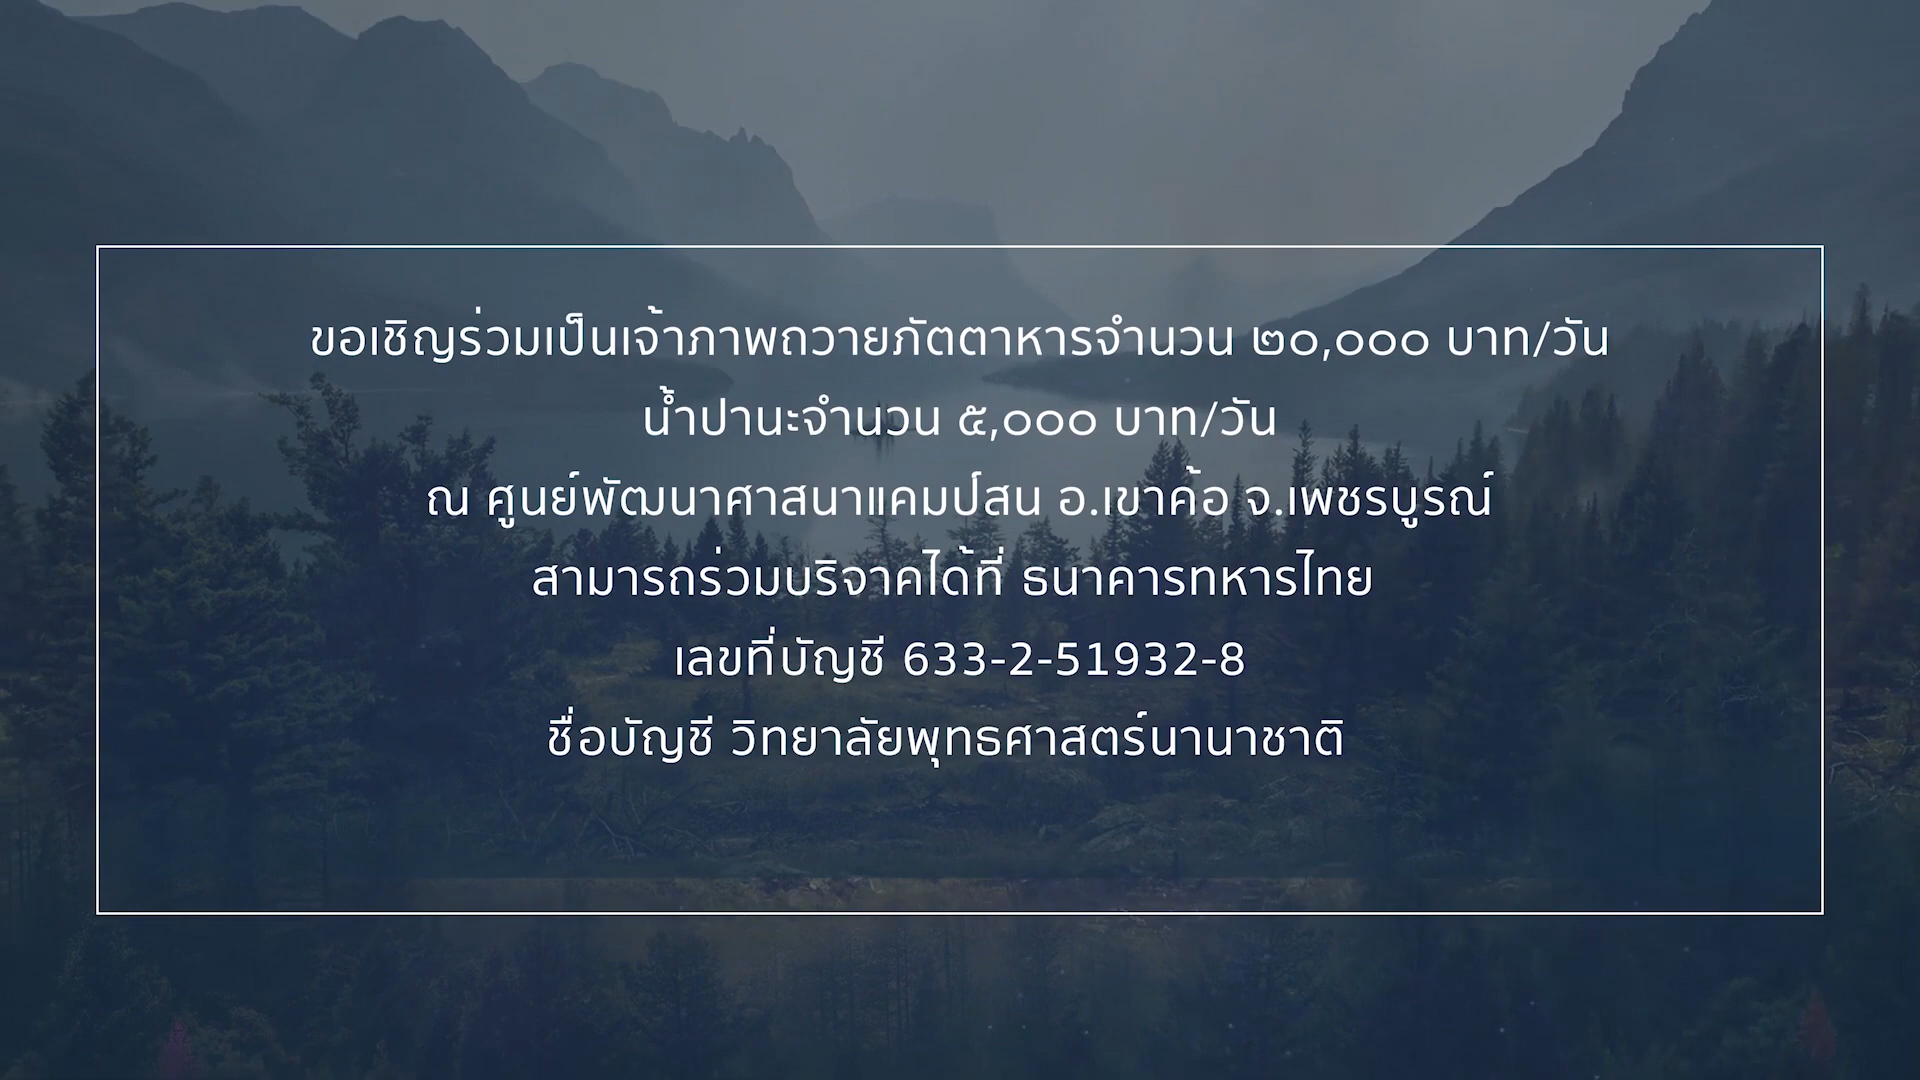 ขอเชิญร่วมเป็นเจ้าภาพถวายภัตตาหารจำนวน ๒๐,๐๐๐ บาท/วัน
น้ำปานะจำนวน ๕,๐๐๐ บาท/วัน
ณ ศูนย์พัฒนาศาสนาแคมป์สน อ.เขาค้อ จ.เพชรบูรณ์
สามารถร่วมบริจาคได้ที่ ธนาคารทหารไทย
เลขที่บัญชี 633-2-51932-8
ชื่อบัญชี วิทยาลัยพุทธศาสตร์นานาชาติ